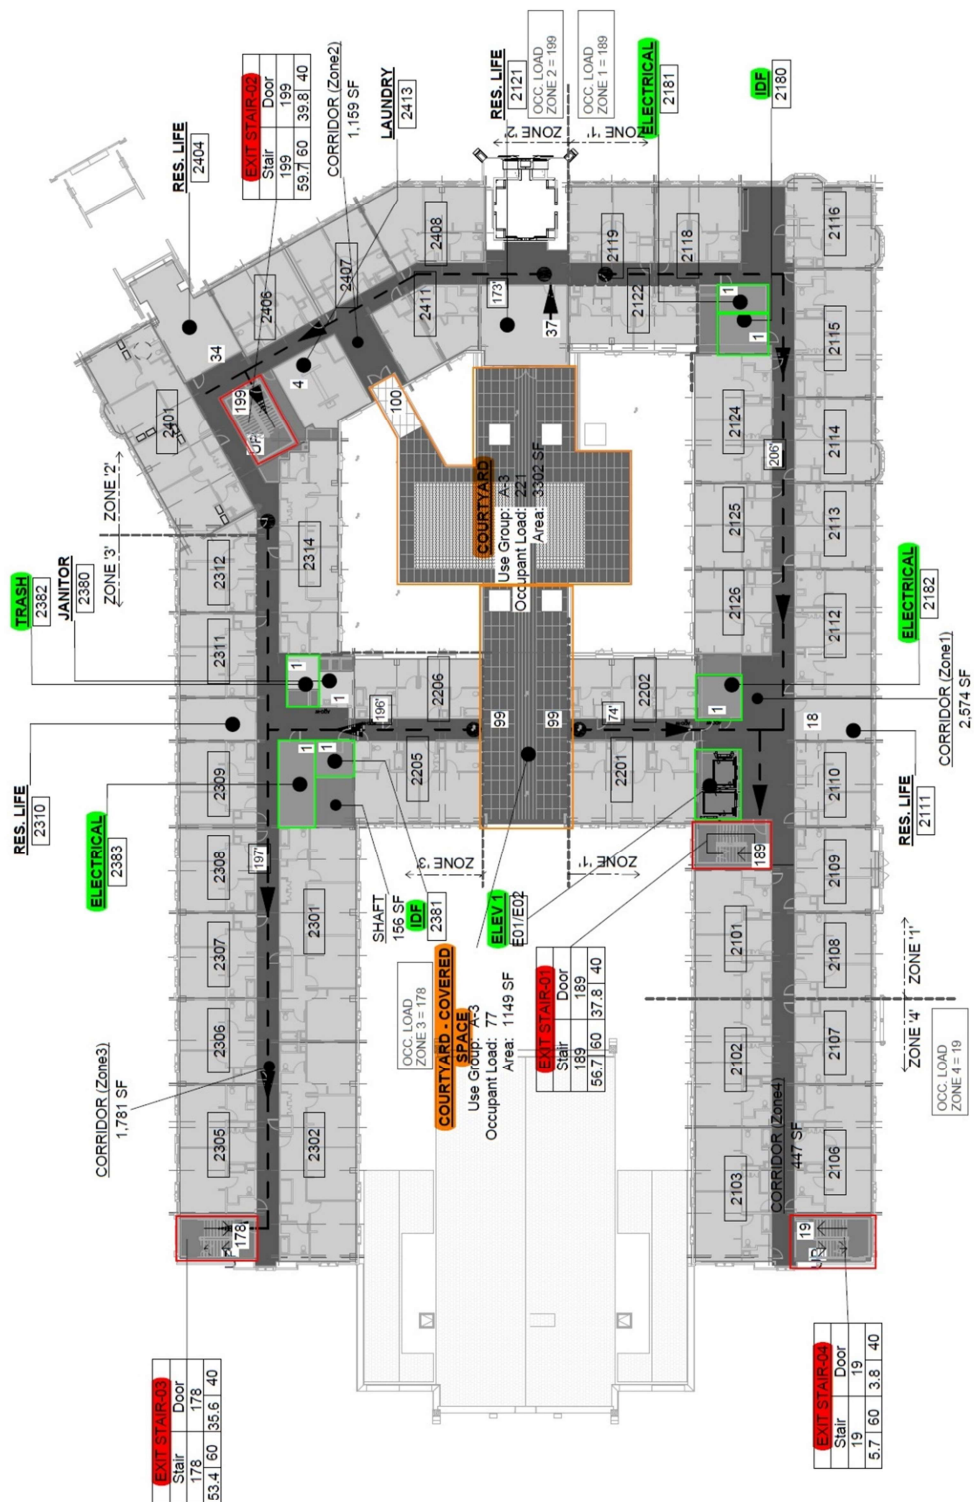 EXIT STAIR-02
Stair Door
199 199
59.7 60 39.8 40
RES. LIFE
2404
CORRIDOR (Zone2)
1,159 SF
LAUNDRY
2413
RES. LIFE
2121
OCC. LOAD
ZONE 2 = 199
OCC. LOAD
ZONE 1 = 189
ZONE '2'
ZONE '1'
ELECTRICAL
2181
IDF
2180
TRASH
2382
JANITOR
2380
ZONE '2'
ZONE '3'
RES. LIFE
2310
ELECTRICAL
2383
CORRIDOR (Zone3)
1,781 SF
EXIT STAIR-03
Stair Door
178 178
53.4 60 35.6 40
2401
34
2406
2407
199
UP
4
2408
2411
173'
37
2119
2118
2122
1
1
2116
2115
2114
2113
2112
2124
2125
2126
206'
100
COURTYARD
Use Group: A-3
Occupant Load: 221
Area: 3302 SF
2312
2311
2314
2309
2308
2307
2306
2305
2301
2302
1
1
1
1
196'
197'
178
2206
2205
99
99
74'
2202
2201
1
18
189
2110
2109
2108
2107
2106
2101
2102
2103
19
UP
SHAFT
156 SF
IDF
2381
ZONE '3'
ZONE '1'
OCC. LOAD
ZONE 3 = 178
COURTYARD - COVERED
SPACE
Use Group: A-3
Occupant Load: 77
Area: 1149 SF
ELEV 1
E01/E02
EXIT STAIR-01
Stair Door
189 189
56.7 60 37.8 40
ELECTRICAL
2182
CORRIDOR (Zone1)
2,574 SF
RES. LIFE
2111
ZONE '1'
ZONE '4'
OCC. LOAD
ZONE 4 = 19
CORRIDOR (Zone4)
447 SF
EXIT STAIR-04
Stair Door
19 19
5.7 60 3.8 40